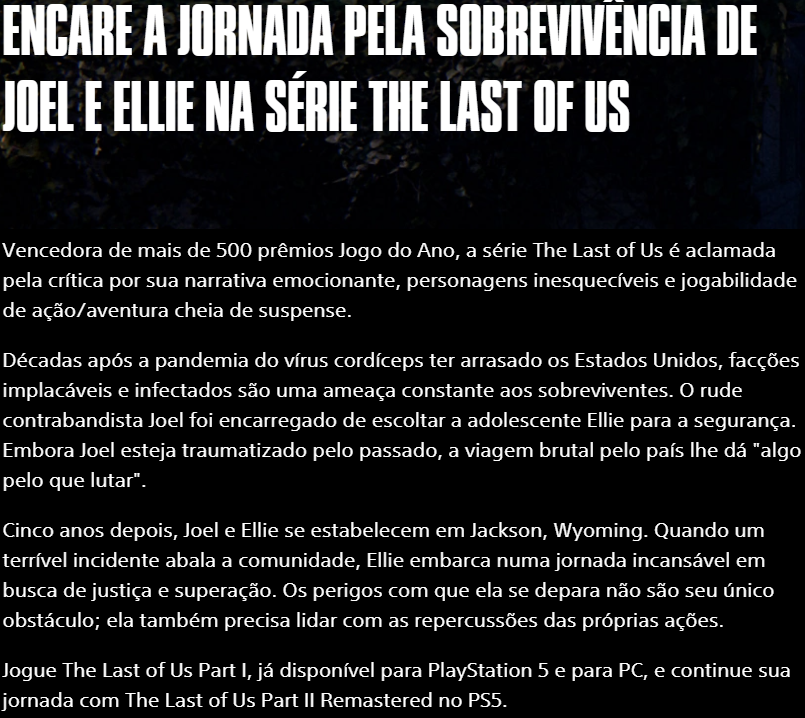 ENCARE A JORNADA PELA SOBREVIVÊNCIA DE
JOEL E ELLIE NA SÉRIE THE LAST OF US
Vencedora de mais de 500 prêmios Jogo do Ano, a série The Last of Us é aclamada
pela crítica por sua narrativa emocionante, personagens inesquecíveis e jogabilidade
de ação/aventura cheia de suspense.
Décadas após a pandemia do vírus cordíceps ter arrasado os Estados Unidos, facções
implacáveis e infectados são uma ameaça constante aos sobreviventes. O rude
contrabandista Joel foi encarregado de escoltar a adolescente Ellie para a segurança.
Embora Joel esteja traumatizado pelo passado, a viagem brutal pelo país lhe dá "algo
pelo que lutar".
Cinco anos depois, Joel e Ellie se estabelecem em Jackson, Wyoming. Quando um
terrível incidente abala a comunidade, Ellie embarca numa jornada incansável em
busca de justiça e superação. Os perigos com que ela se depara não são seu único
obstáculo; ela também precisa lidar com as repercussões das próprias ações.
Jogue The Last of Us Part I, já disponível para PlayStation 5 e para PC, e continue sua
jornada com The Last of Us Part II Remastered no PS5.